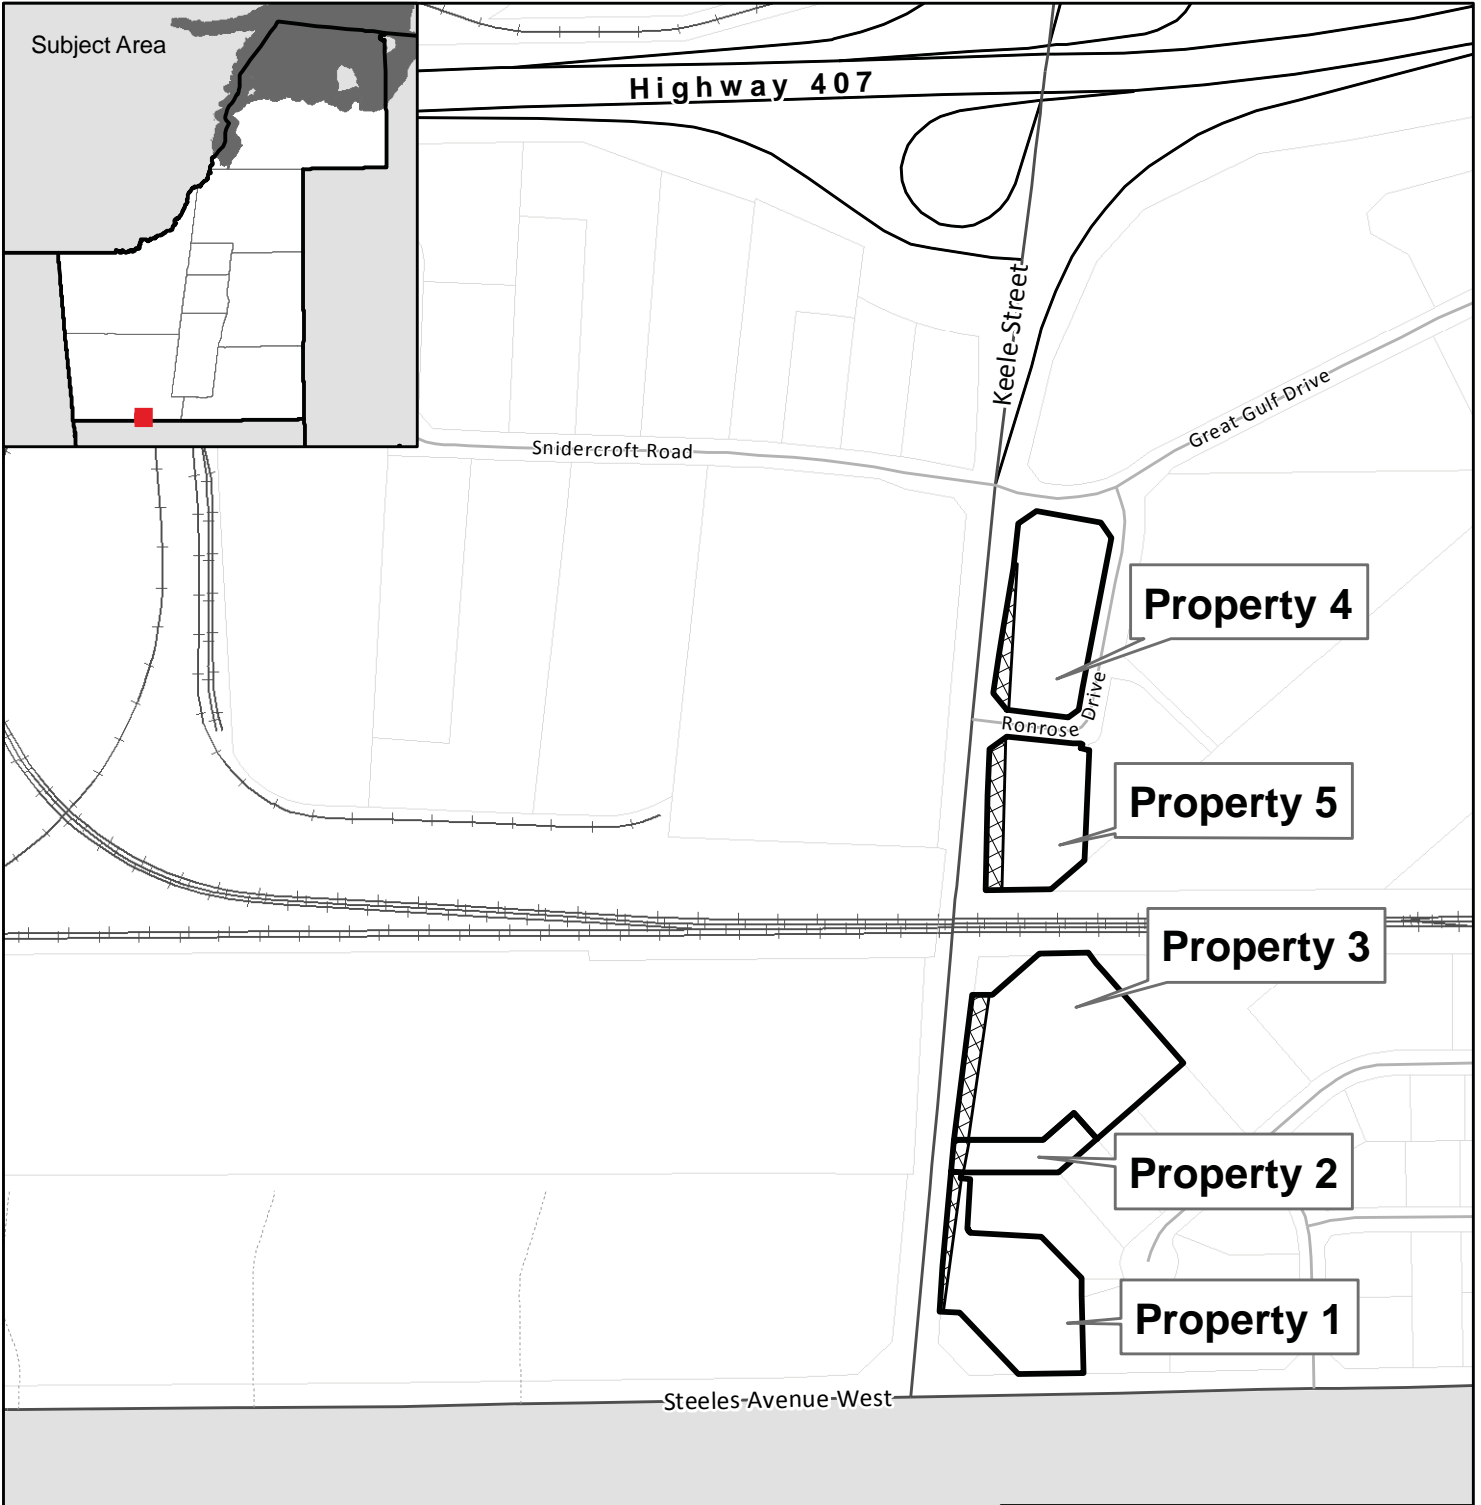 Subject Area
Highway 407
Keele Street
Great Gulf Drive
Snidercroft Road
Property 4
Ronrose Drive
Property 5
Property 3
Property 2
Property 1
Steeles Avenue West